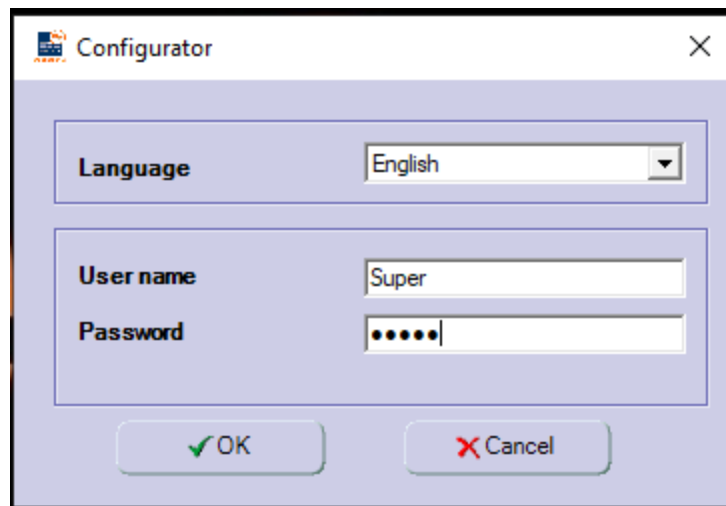 Configurator
Language English
User name Super
Password •••••
OK Cancel